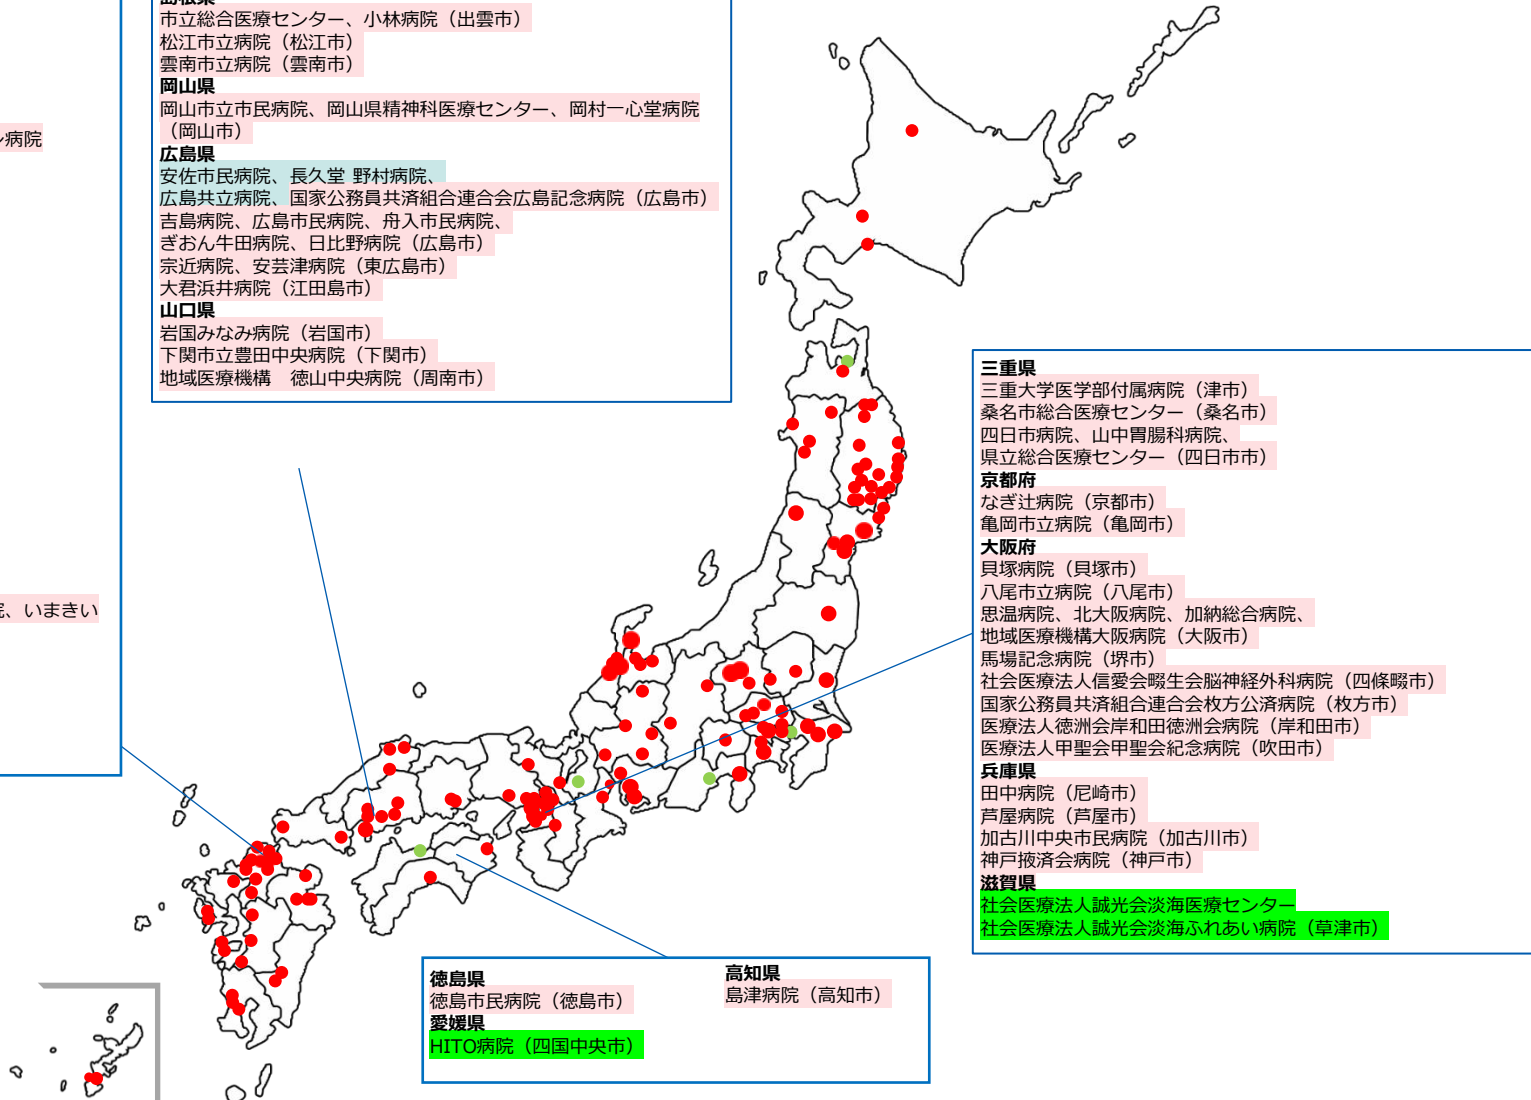 島根県
市立総合医療センター、小林病院（出雲市）
松江市立病院（松江市）
雲南市立病院（雲南市）
岡山県
岡山市立市民病院、岡山県精神科医療センター、岡村一心堂病院
（岡山市）
広島県
安佐市民病院、長久堂 野村病院、
広島共立病院、国家公務員共済組合連合会広島記念病院（広島市）
吉島病院、広島市民病院、舟入市民病院、
ぎおん牛田病院、日比野病院（広島市）
宗近病院、安芸津病院（東広島市）
大君浜井病院（江田島市）
山口県
岩国みなみ病院（岩国市）
下関市立豊田中央病院（下関市）
地域医療機構　徳山中央病院（周南市）
病院
、いまきい
三重県
三重大学医学部付属病院（津市）
桑名市総合医療センター（桑名市）
四日市病院、山中胃腸科病院、
県立総合医療センター（四日市市）
京都府
なぎ辻病院（京都市）
亀岡市立病院（亀岡市）
大阪府
貝塚病院（貝塚市）
八尾市立病院（八尾市）
思温病院、北大阪病院、加納総合病院、
地域医療機構大阪病院（大阪市）
馬場記念病院（堺市）
社会医療法人信愛会畷生会脳神経外科病院（四條畷市）
国家公務員共済組合連合会枚方公済病院（枚方市）
医療法人徳洲会岸和田徳洲会病院（岸和田市）
医療法人甲聖会甲聖会紀念病院（吹田市）
兵庫県
田中病院（尼崎市）
芦屋病院（芦屋市）
加古川中央市民病院（加古川市）
神戸掖済会病院（神戸市）
滋賀県
社会医療法人誠光会淡海医療センター
社会医療法人誠光会淡海ふれあい病院（草津市）
徳島県
徳島市民病院（徳島市）
愛媛県
HITO病院（四国中央市）
高知県
島津病院（高知市）